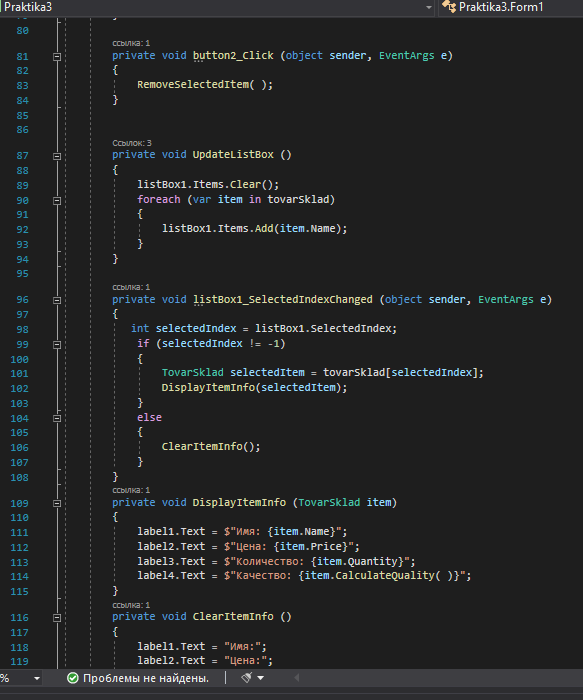 Praktika3
Praktika3.Form1
80
ссылка: 1
81 private void button2_Click (object sender, EventArgs e)
82 {
83 RemoveSelectedItem( );
84 }
85
86
Ссылок: 3
87 private void UpdateListBox ()
88 {
89 listBox1.Items.Clear();
90 foreach (var item in tovarSklad)
91 {
92 listBox1.Items.Add(item.Name);
93 }
94 }
95
ссылка: 1
96 private void listBox1_SelectedIndexChanged (object sender, EventArgs e)
97 {
98 int selectedIndex = listBox1.SelectedIndex;
99 if (selectedIndex != -1)
100 {
101 TovarSklad selectedItem = tovarSklad[selectedIndex];
102 DisplayItemInfo(selectedItem);
103 }
104 else
105 {
106 ClearItemInfo();
107 }
108 }
ссылка: 1
109 private void DisplayItemInfo (TovarSklad item)
110 {
111 label1.Text = $"Имя: {item.Name}";
112 label2.Text = $"Цена: {item.Price}";
113 label3.Text = $"Количество: {item.Quantity}";
114 label4.Text = $"Качество: {item.CalculateQuality( )}";
115 }
ссылка: 1
116 private void ClearItemInfo ()
117 {
118 label1.Text = "Имя:";
119 label2.Text = "Цена:";
% Проблемы не найдены.